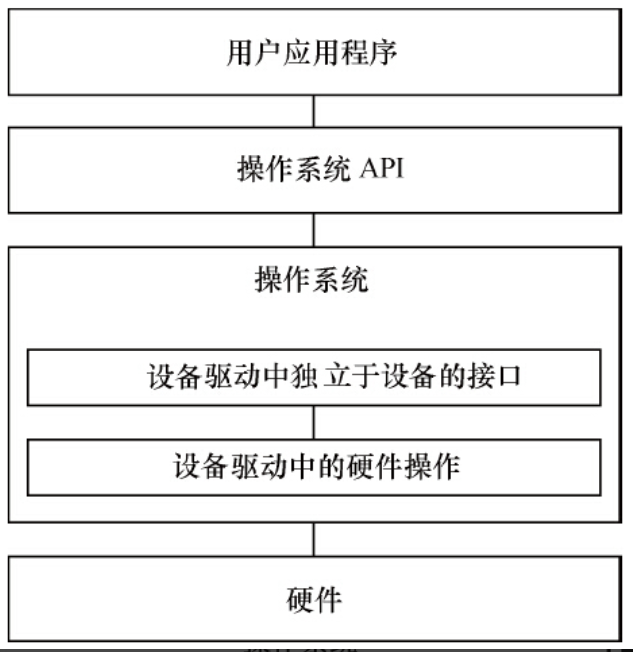 用户应用程序
操作系统 API
操作系统
设备驱动中独立于设备的接口
设备驱动中的硬件操作
硬件